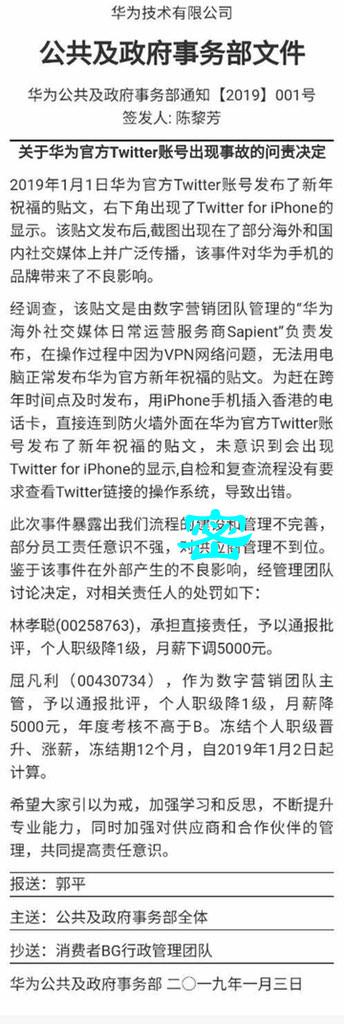 华为技术有限公司
公共及政府事务部文件
华为公共及政府事务部通知【2019】001号
签发人: 陈黎芳
关于华为官方Twitter账号出现事故的问责决定
2019年1月1日华为官方Twitter账号发布了新年
祝福的贴文，右下角出现了Twitter for iPhone的
显示。该贴文发布后,截图出现在了部分海外和国
内社交媒体上并广泛传播，该事件对华为手机的
品牌带来了不良影响。
经调查，该贴文是由数字营销团队管理的“华为
海外社交媒体日常运营服务商Sapient”负责发
布，在操作过程中因为VPN网络问题，无法用电
脑正常发布华为官方新年祝福的贴文。为赶在跨
年时间点及时发布，用iPhone手机插入香港的电
话卡，直接连到防火墙外面在华为官方Twitter账
号发布了新年祝福的贴文，未意识到会出现
Twitter for iPhone的显示,自检和复查流程没有要
求查看Twitter链接的操作系统，导致出错。
此次事件暴露出我们流程的建设和管理不完善，
部分员工责任意识不强，对供应商管理不到位。
密
鉴于该事件在外部产生的不良影响，经管理团队
讨论决定，对相关责任人的处罚如下：
林孝聪(00258763)，承担直接责任，予以通报批
评，个人职级降1级，月薪下调5000元。
屈凡利（00430734），作为数字营销团队主
管，予以通报批评，个人职级降1级，月薪降
5000元，年度考核不高于B。冻结个人职级晋
升、涨薪，冻结期12个月，自2019年1月2日起
计算。
希望大家引以为戒，加强学习和反思，不断提升
专业能力，同时加强对供应商和合作伙伴的管
理，共同提高责任意识。
报送：郭平
主送：公共及政府事务部全体
抄送：消费者BG行政管理团队
华为公共及政府事务部 二〇一九年一月三日